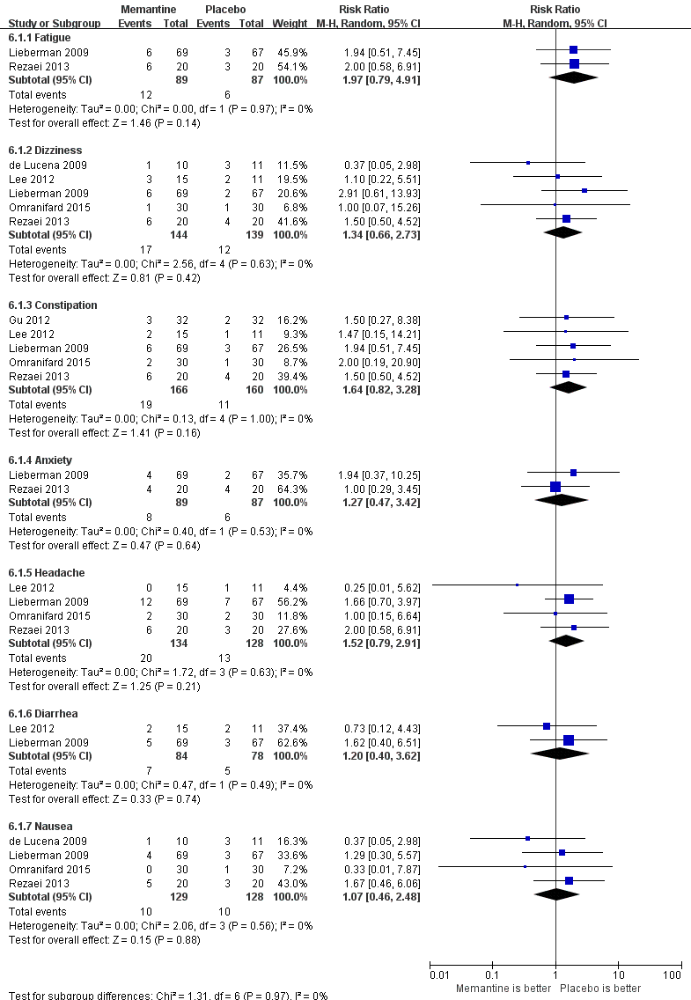 Memantine Placebo Risk Ratio Risk Ratio
Study or Subgroup Events Total Events Total Weight M-H, Random, 95% CI M-H, Random, 95% CI
6.1.1 Fatigue
Lieberman 2009 6 69 3 67 45.9% 1.94 [0.51, 7.45]
Rezaei 2013 6 20 3 20 54.1% 2.00 [0.58, 6.91]
Subtotal (95% CI) 89 87 100.0% 1.97 [0.79, 4.91]
Total events 12 6
Heterogeneity: Tau² = 0.00; Chi² = 0.00, df = 1 (P = 0.97); I² = 0%
Test for overall effect: Z = 1.46 (P = 0.14)
6.1.2 Dizziness
de Lucena 2009 1 10 3 11 11.5% 0.37 [0.05, 2.98]
Lee 2012 3 15 2 11 19.5% 1.10 [0.22, 5.51]
Lieberman 2009 6 69 2 67 20.6% 2.91 [0.61, 13.93]
Omranifard 2015 1 30 1 30 6.8% 1.00 [0.07, 15.26]
Rezaei 2013 6 20 4 20 41.6% 1.50 [0.50, 4.52]
Subtotal (95% CI) 144 139 100.0% 1.34 [0.66, 2.73]
Total events 17 12
Heterogeneity: Tau² = 0.00; Chi² = 2.56, df = 4 (P = 0.63); I² = 0%
Test for overall effect: Z = 0.81 (P = 0.42)
6.1.3 Constipation
Gu 2012 3 32 2 32 16.2% 1.50 [0.27, 8.38]
Lee 2012 2 15 1 11 9.3% 1.47 [0.15, 14.21]
Lieberman 2009 6 69 3 67 26.5% 1.94 [0.51, 7.45]
Omranifard 2015 2 30 1 30 8.7% 2.00 [0.19, 20.90]
Rezaei 2013 6 20 4 20 39.4% 1.50 [0.50, 4.52]
Subtotal (95% CI) 166 160 100.0% 1.64 [0.82, 3.28]
Total events 19 11
Heterogeneity: Tau² = 0.00; Chi² = 0.13, df = 4 (P = 1.00); I² = 0%
Test for overall effect: Z = 1.41 (P = 0.16)
6.1.4 Anxiety
Lieberman 2009 4 69 2 67 35.7% 1.94 [0.37, 10.25]
Rezaei 2013 4 20 4 20 64.3% 1.00 [0.29, 3.45]
Subtotal (95% CI) 89 87 100.0% 1.27 [0.47, 3.42]
Total events 8 6
Heterogeneity: Tau² = 0.00; Chi² = 0.40, df = 1 (P = 0.53); I² = 0%
Test for overall effect: Z = 0.47 (P = 0.64)
6.1.5 Headache
Lee 2012 0 15 1 11 4.4% 0.25 [0.01, 5.62]
Lieberman 2009 12 69 7 67 56.2% 1.66 [0.70, 3.97]
Omranifard 2015 2 30 2 30 11.8% 1.00 [0.15, 6.64]
Rezaei 2013 6 20 3 20 27.6% 2.00 [0.58, 6.91]
Subtotal (95% CI) 134 128 100.0% 1.52 [0.79, 2.91]
Total events 20 13
Heterogeneity: Tau² = 0.00; Chi² = 1.72, df = 3 (P = 0.63); I² = 0%
Test for overall effect: Z = 1.25 (P = 0.21)
6.1.6 Diarrhea
Lee 2012 2 15 2 11 37.4% 0.73 [0.12, 4.43]
Lieberman 2009 5 69 3 67 62.6% 1.62 [0.40, 6.51]
Subtotal (95% CI) 84 78 100.0% 1.20 [0.40, 3.62]
Total events 7 5
Heterogeneity: Tau² = 0.00; Chi² = 0.47, df = 1 (P = 0.49); I² = 0%
Test for overall effect: Z = 0.33 (P = 0.74)
6.1.7 Nausea
de Lucena 2009 1 10 3 11 16.3% 0.37 [0.05, 2.98]
Lieberman 2009 4 69 3 67 33.6% 1.29 [0.30, 5.57]
Omranifard 2015 0 30 1 30 7.2% 0.33 [0.01, 7.87]
Rezaei 2013 5 20 3 20 43.0% 1.67 [0.46, 6.06]
Subtotal (95% CI) 129 128 100.0% 1.07 [0.46, 2.48]
Total events 10 10
Heterogeneity: Tau² = 0.00; Chi² = 2.06, df = 3 (P = 0.56); I² = 0%
Test for overall effect: Z = 0.15 (P = 0.88)
0.01 0.1 1 10 100
Memantine is better Placebo is better
Test for subgroup differences: Chi² = 1.31, df = 6 (P = 0.97), I² = 0%